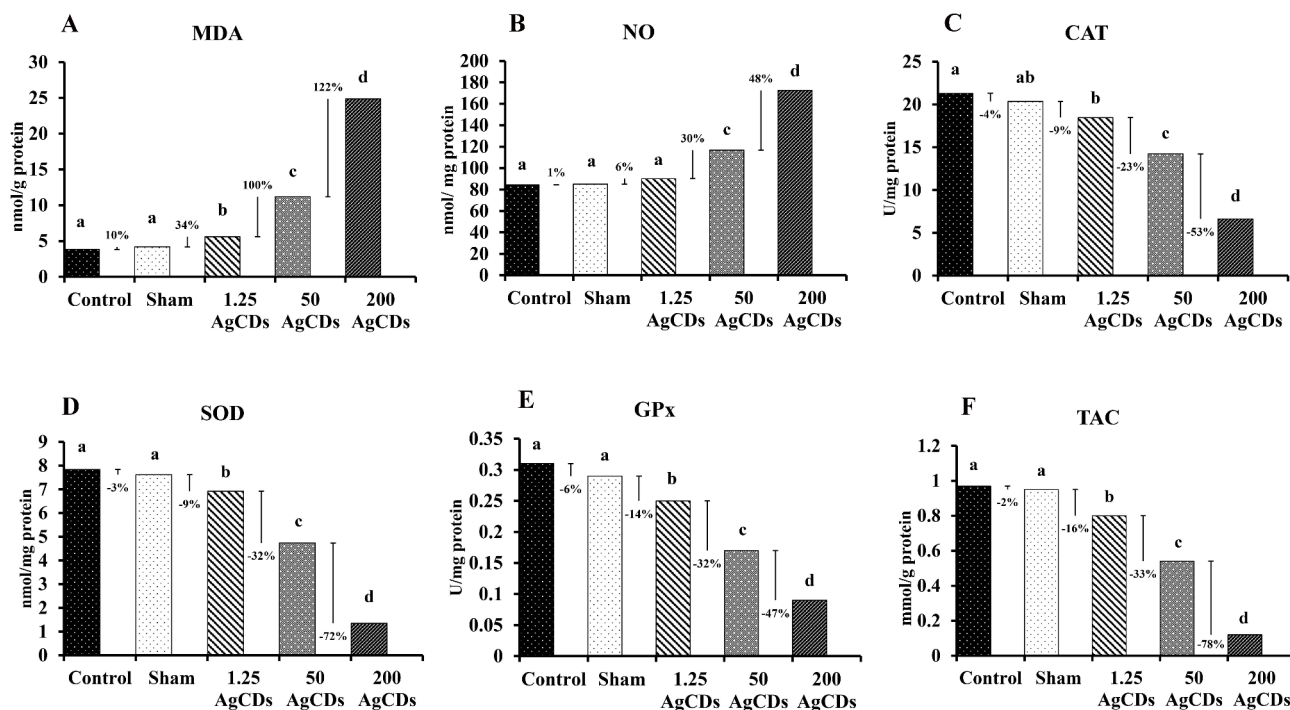 A
MDA
nmol/g protein
30
25
20
15
10
5
0
a
10%
a
34%
b
100%
c
122%
d
Control
Sham
1.25
AgCDs
50
AgCDs
200
AgCDs
B
NO
nmol/ mg protein
200
180
160
140
120
100
80
60
40
20
0
a
1%
a
6%
a
30%
c
48%
d
Control
Sham
1.25
AgCDs
50
AgCDs
200
AgCDs
C
CAT
U/mg protein
25
20
15
10
5
0
a
-4%
ab
-9%
b
-23%
c
-53%
d
Control
Sham
1.25
AgCDs
50
AgCDs
200
AgCDs
D
SOD
nmol/mg protein
9
8
7
6
5
4
3
2
1
0
a
-3%
a
-9%
b
-32%
c
-72%
d
Control
Sham
1.25
AgCDs
50
AgCDs
200
AgCDs
E
GPx
U/mg protein
0.35
0.3
0.25
0.2
0.15
0.1
0.05
0
a
-6%
a
-14%
b
-32%
c
-47%
d
Control
Sham
1.25
AgCDs
50
AgCDs
200
AgCDs
F
TAC
mmol/g protein
1.2
1
0.8
0.6
0.4
0.2
0
a
-2%
a
-16%
b
-33%
c
-78%
d
Control
Sham
1.25
AgCDs
50
AgCDs
200
AgCDs